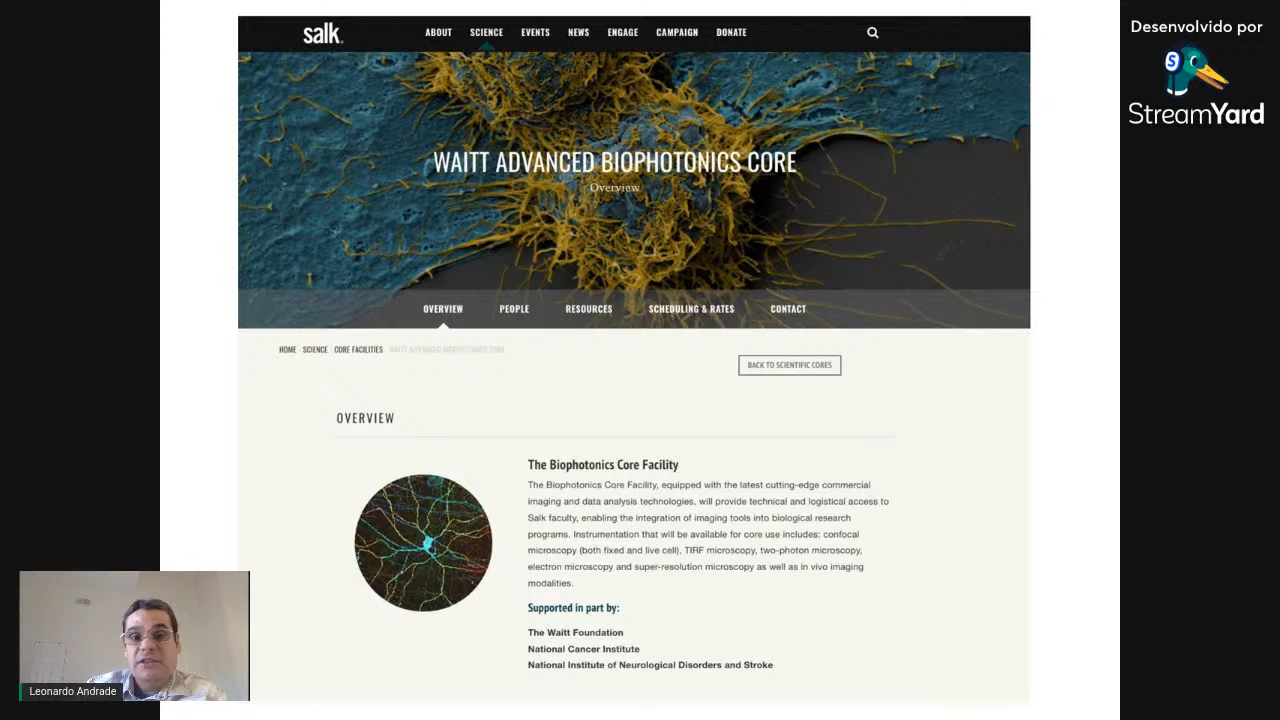 salk
ABOUT SCIENCE EVENTS NEWS ENGAGE CAMPAIGN DONATE
Desenvolvido por
StreamYard
WAITT ADVANCED BIOPHOTONICS CORE
Overview
OVERVIEW PEOPLE RESOURCES SCHEDULING & RATES CONTACT
HOME SCIENCE CORE FACILITIES WAITT ADVANCED BIOPHOTONICS CORE
BACK TO SCIENTIFIC CORES
OVERVIEW
The Biophotonics Core Facility
The Biophotonics Core Facility, equipped with the latest cutting-edge commercial
imaging and data analysis technologies, will provide technical and logistical access to
Salk faculty, enabling the integration of imaging tools into biological research
programs. Instrumentation that will be available for core use includes: confocal
microscopy (both fixed and live cell), TIRF microscopy, two-photon microscopy,
electron microscopy and super-resolution microscopy as well as in vivo imaging
modalities.
Supported in part by:
The Waitt Foundation
National Cancer Institute
National Institute of Neurological Disorders and Stroke
Leonardo Andrade